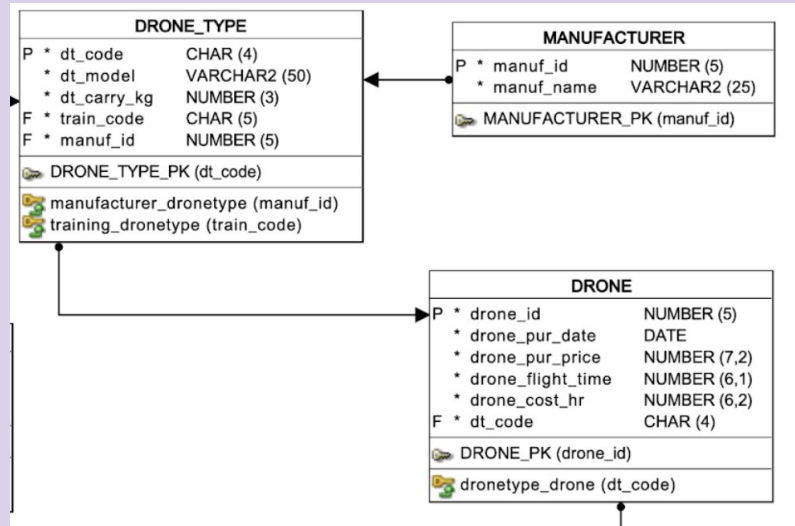 DRONE_TYPE
P * dt_code CHAR (4)
* dt_model VARCHAR2 (50)
* dt_carry_kg NUMBER (3)
F * train_code CHAR (5)
F * manuf_id NUMBER (5)
DRONE_TYPE_PK (dt_code)
manufacturer_dronetype (manuf_id)
training_dronetype (train_code)
MANUFACTURER
P * manuf_id NUMBER (5)
* manuf_name VARCHAR2 (25)
MANUFACTURER_PK (manuf_id)
DRONE
P * drone_id NUMBER (5)
* drone_pur_date DATE
* drone_pur_price NUMBER (7,2)
* drone_flight_time NUMBER (6,1)
* drone_cost_hr NUMBER (6,2)
F * dt_code CHAR (4)
DRONE_PK (drone_id)
dronetype_drone (dt_code)